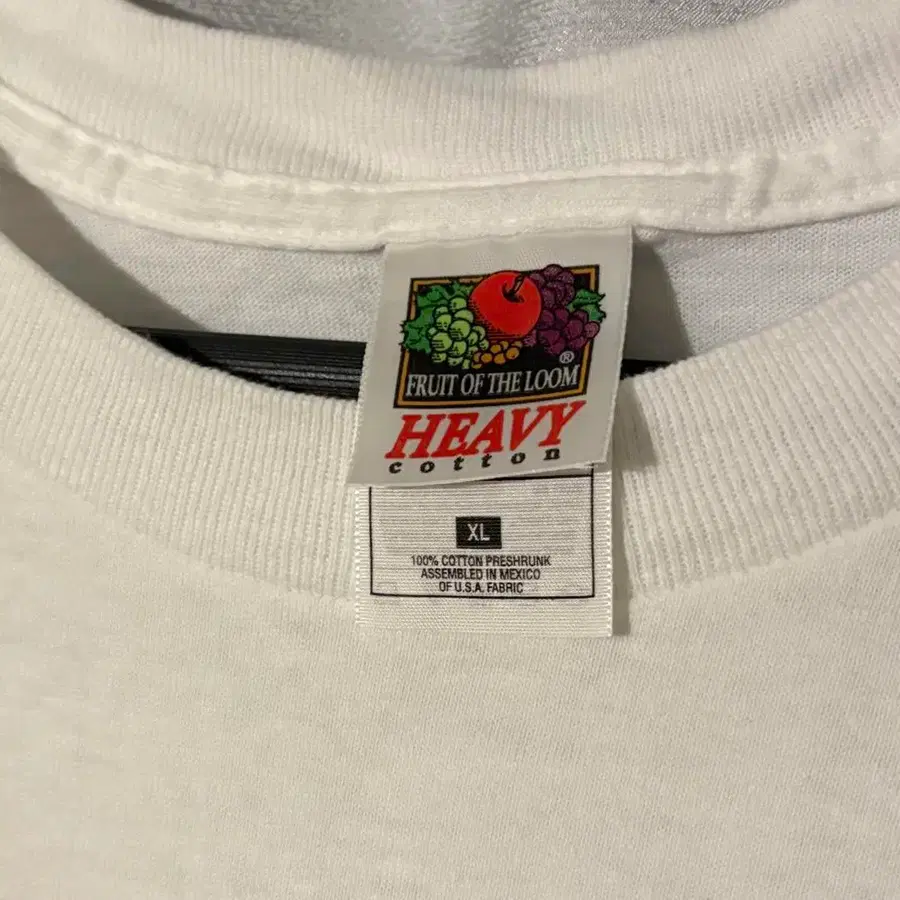 ®
FRUIT OF THE LOOM
HEAVY
cotton
XL
100% COTTON PRESHRUNK
ASSEMBLED IN MEXICO
OF U.S.A. FABRIC